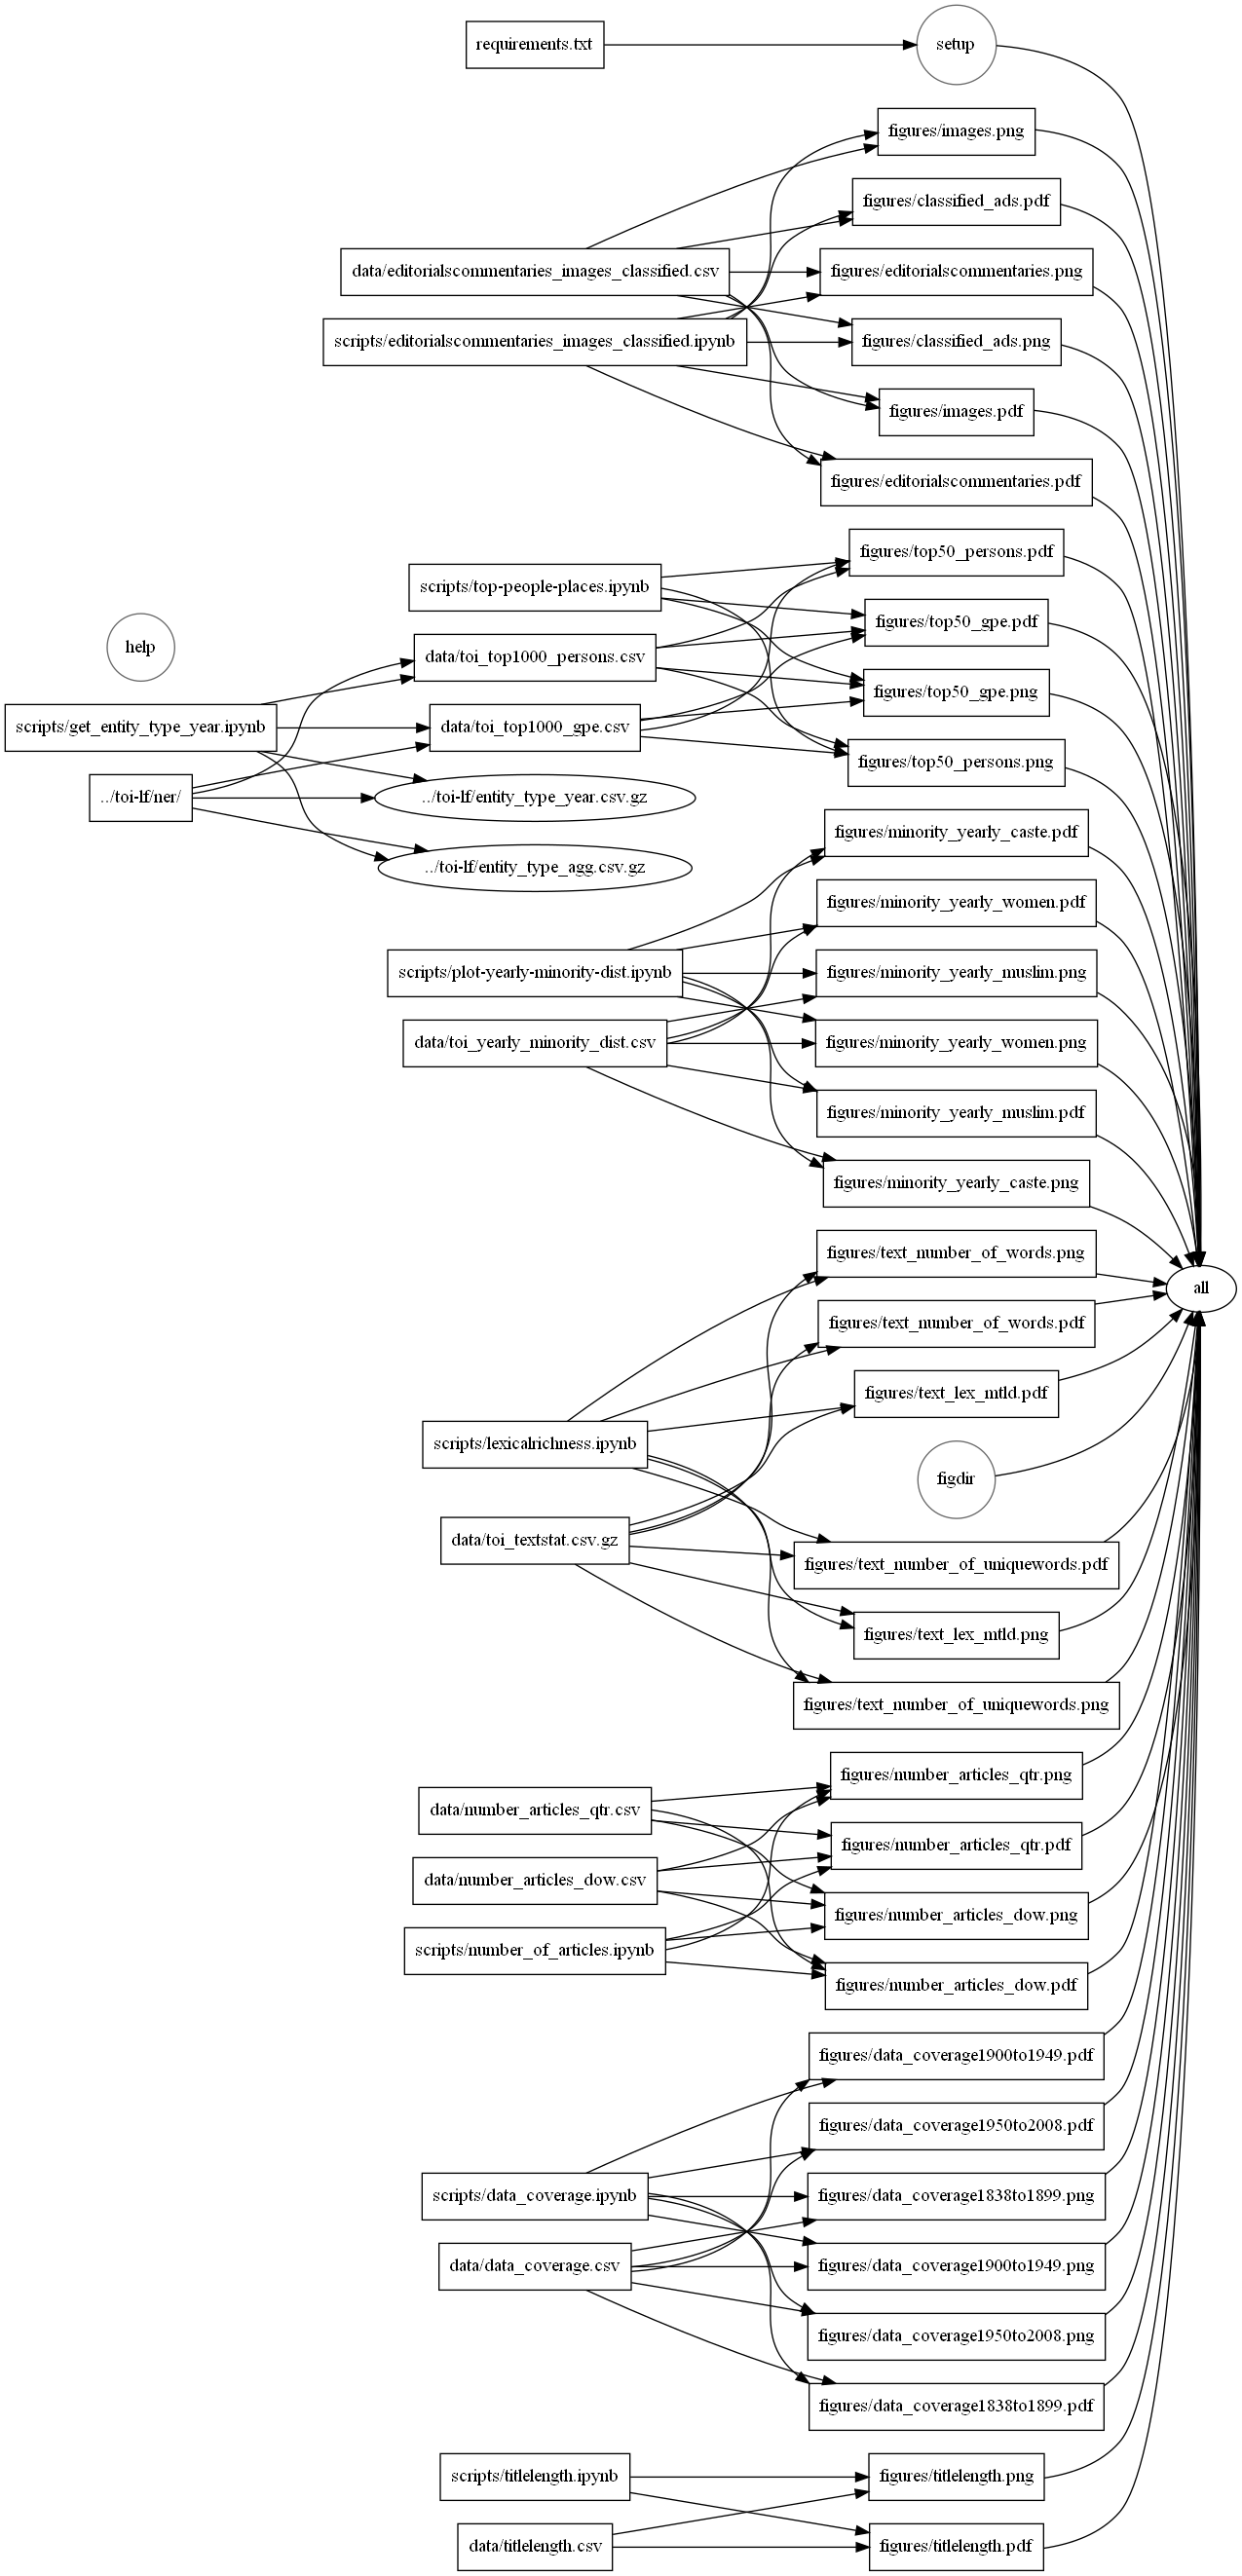 requirements.txt
setup
figures/images.png
figures/classified_ads.pdf
data/editorialscommentaries_images_classified.csv
figures/editorialscommentaries.png
scripts/editorialscommentaries_images_classified.ipynb
figures/classified_ads.png
figures/images.pdf
figures/editorialscommentaries.pdf
figures/top50_persons.pdf
scripts/top-people-places.ipynb
figures/top50_gpe.pdf
help
data/toi_top1000_persons.csv
figures/top50_gpe.png
scripts/get_entity_type_year.ipynb
data/toi_top1000_gpe.csv
figures/top50_persons.png
../toi-lf/ner/
../toi-lf/entity_type_year.csv.gz
figures/minority_yearly_caste.pdf
../toi-lf/entity_type_agg.csv.gz
figures/minority_yearly_women.pdf
scripts/plot-yearly-minority-dist.ipynb
figures/minority_yearly_muslim.png
data/toi_yearly_minority_dist.csv
figures/minority_yearly_women.png
figures/minority_yearly_muslim.pdf
figures/minority_yearly_caste.png
figures/text_number_of_words.png
all
figures/text_number_of_words.pdf
figures/text_lex_mtld.pdf
scripts/lexicalrichness.ipynb
figdir
data/toi_textstat.csv.gz
figures/text_number_of_uniquewords.pdf
figures/text_lex_mtld.png
figures/text_number_of_uniquewords.png
figures/number_articles_qtr.png
data/number_articles_qtr.csv
figures/number_articles_qtr.pdf
data/number_articles_dow.csv
figures/number_articles_dow.png
scripts/number_of_articles.ipynb
figures/number_articles_dow.pdf
figures/data_coverage1900to1949.pdf
figures/data_coverage1950to2008.pdf
scripts/data_coverage.ipynb
figures/data_coverage1838to1899.png
data/data_coverage.csv
figures/data_coverage1900to1949.png
figures/data_coverage1950to2008.png
figures/data_coverage1838to1899.pdf
scripts/titlelength.ipynb
figures/titlelength.png
data/titlelength.csv
figures/titlelength.pdf